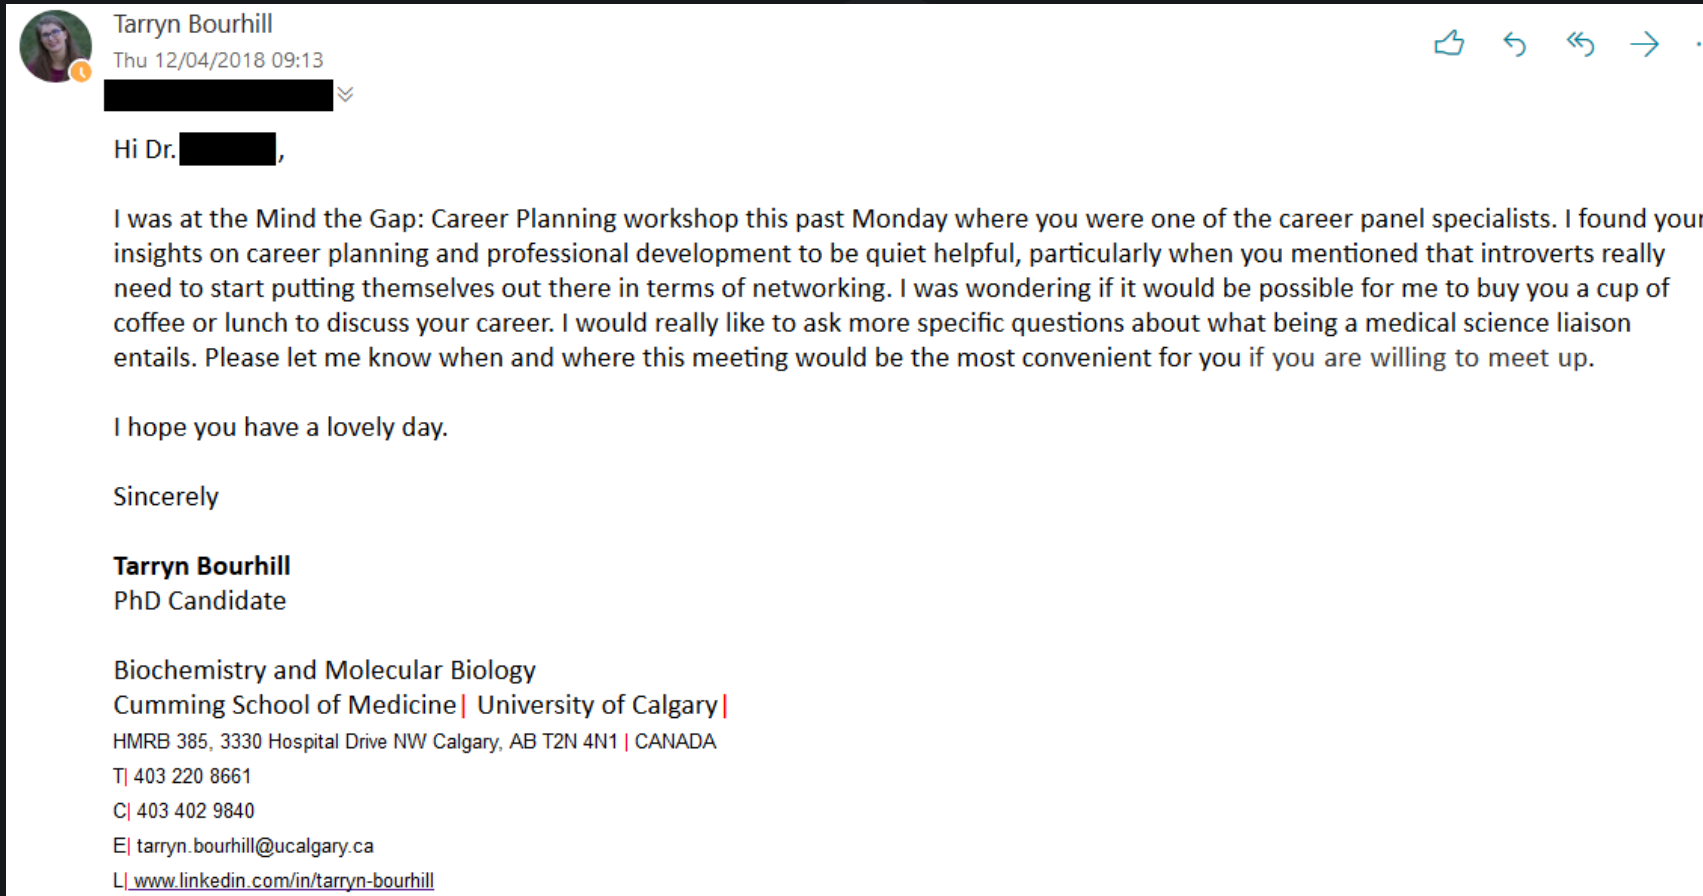 Tarryn Bourhill
Thu 12/04/2018 09:13
Hi Dr. ,
I was at the Mind the Gap: Career Planning workshop this past Monday where you were one of the career panel specialists. I found your
insights on career planning and professional development to be quiet helpful, particularly when you mentioned that introverts really
need to start putting themselves out there in terms of networking. I was wondering if it would be possible for me to buy you a cup of
coffee or lunch to discuss your career. I would really like to ask more specific questions about what being a medical science liaison
entails. Please let me know when and where this meeting would be the most convenient for you if you are willing to meet up.
I hope you have a lovely day.
Sincerely
Tarryn Bourhill
PhD Candidate
Biochemistry and Molecular Biology
Cumming School of Medicine| University of Calgary|
HMRB 385, 3330 Hospital Drive NW Calgary, AB T2N 4N1 | CANADA
T| 403 220 8661
C| 403 402 9840
E| tarryn.bourhill@ucalgary.ca
L| www.linkedin.com/in/tarryn-bourhill